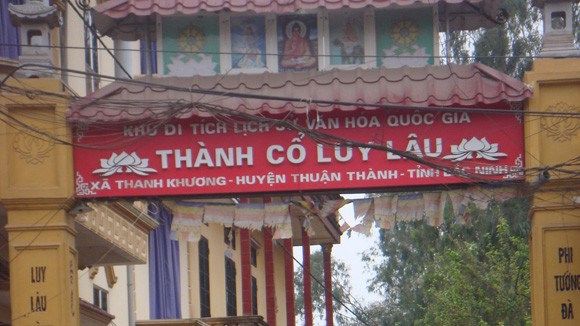 KHU DI TÍCH LỊCH SỬ VĂN HÓA QUỐC GIA
THÀNH CỔ LUY LÂU
XÃ THANH KHƯƠNG - HUYỆN THUẬN THÀNH - TỈNH BẮC NINH
LUY
LÂU
PHI
TƯỚNG
ĐÀ